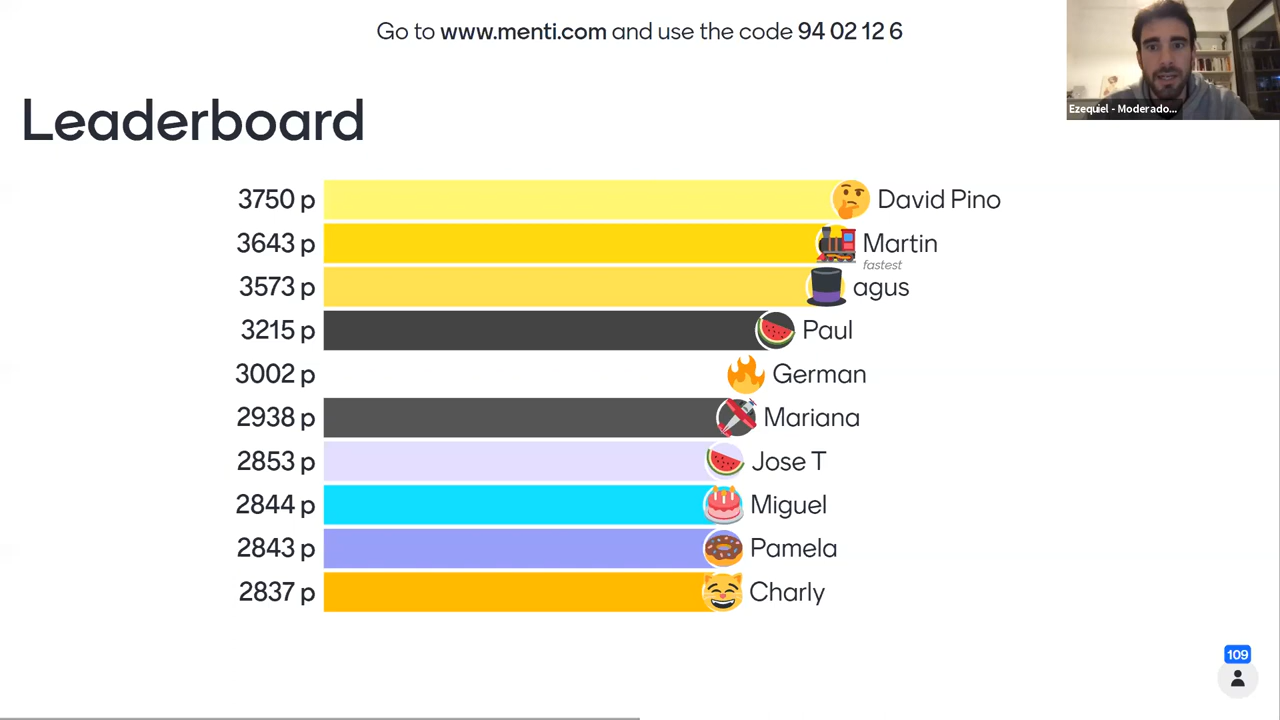 Go to www.menti.com and use the code 94 02 12 6
Ezequiel - Moderado...
Leaderboard
3750 p David Pino
3643 p Martin
fastest
3573 p agus
3215 p Paul
3002 p German
2938 p Mariana
2853 p Jose T
2844 p Miguel
2843 p Pamela
2837 p Charly
109